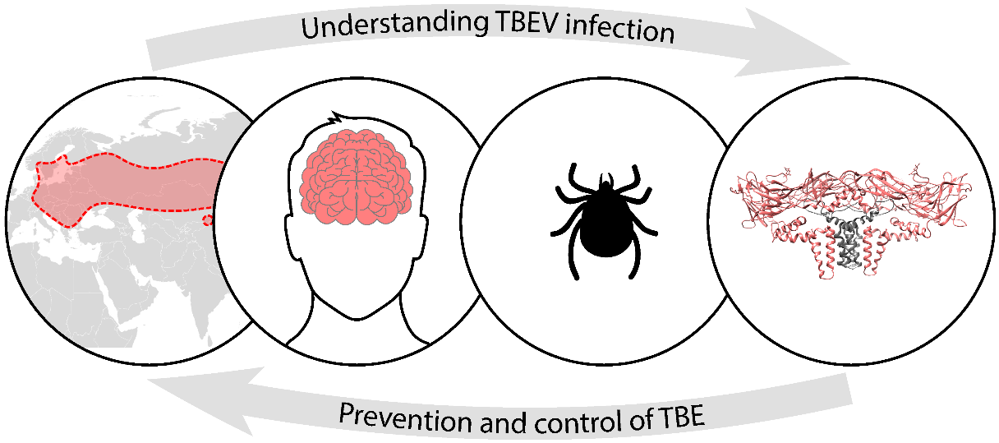 Understanding TBEV infection
Prevention and control of TBE